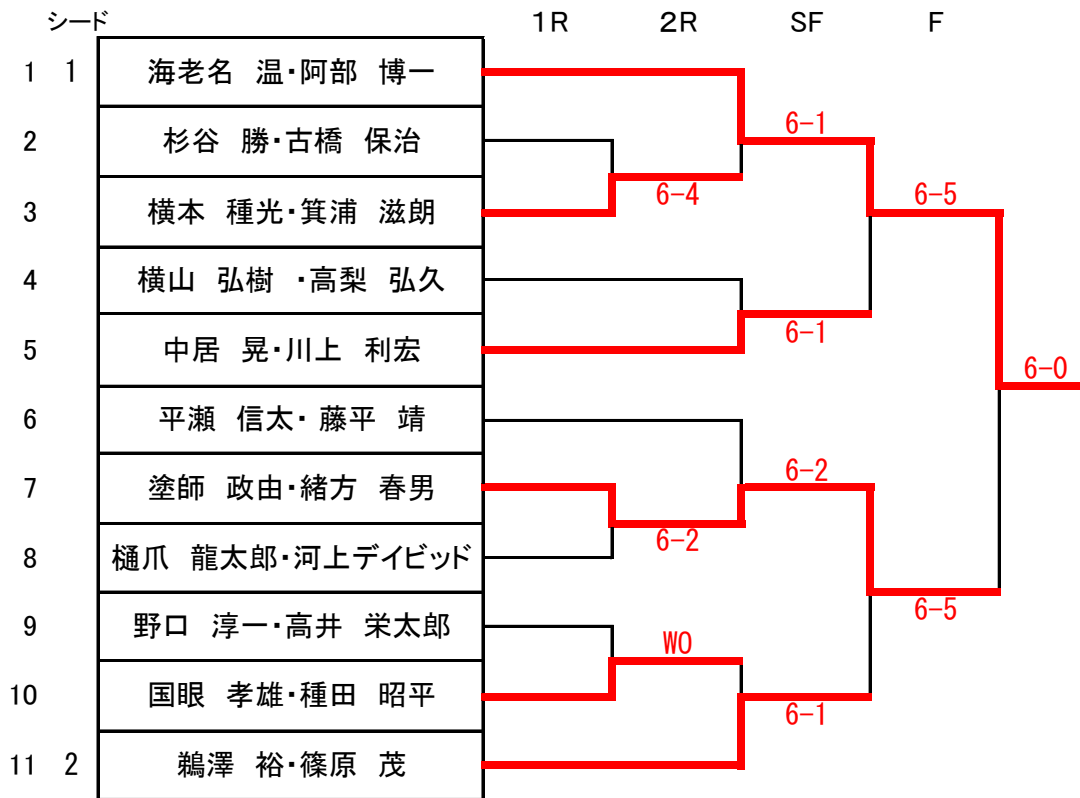 シード 1R 2R SF F
1 1 海老名 温・阿部 博一
6-1
2 杉谷 勝・古橋 保治
6-4 6-5
3 横本 種光・箕浦 滋朗
4 横山 弘樹 ・高梨 弘久
6-1
5 中居 晃・川上 利宏
6-0
6 平瀬 信太・ 藤平 靖
6-2
7 塗師 政由・緒方 春男
6-2
8 樋爪 龍太郎・河上デイビッド
6-5
9 野口 淳一・高井 栄太郎
WO
10 国眼 孝雄・種田 昭平
6-1
11 2 鵜澤 裕・篠原 茂